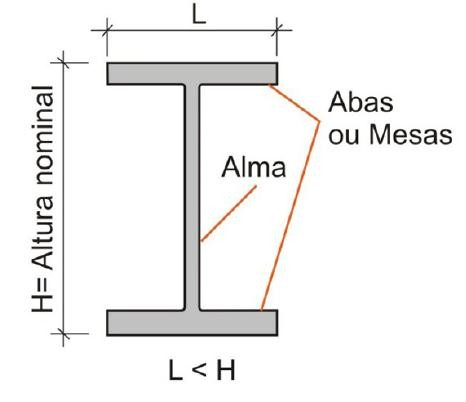 L
H= Altura nominal
Abas
ou Mesas
Alma
L < H